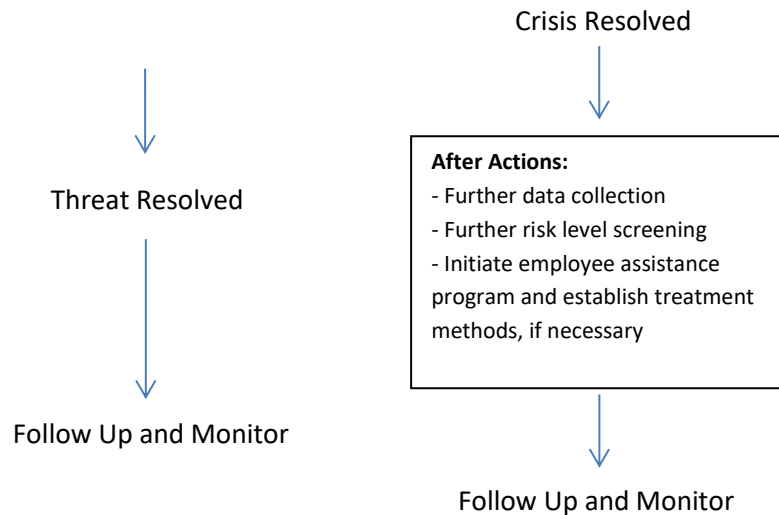 Crisis Resolved
After Actions:
- Further data collection
- Further risk level screening
- Initiate employee assistance
program and establish treatment
methods, if necessary
Threat Resolved
Follow Up and Monitor
Follow Up and Monitor